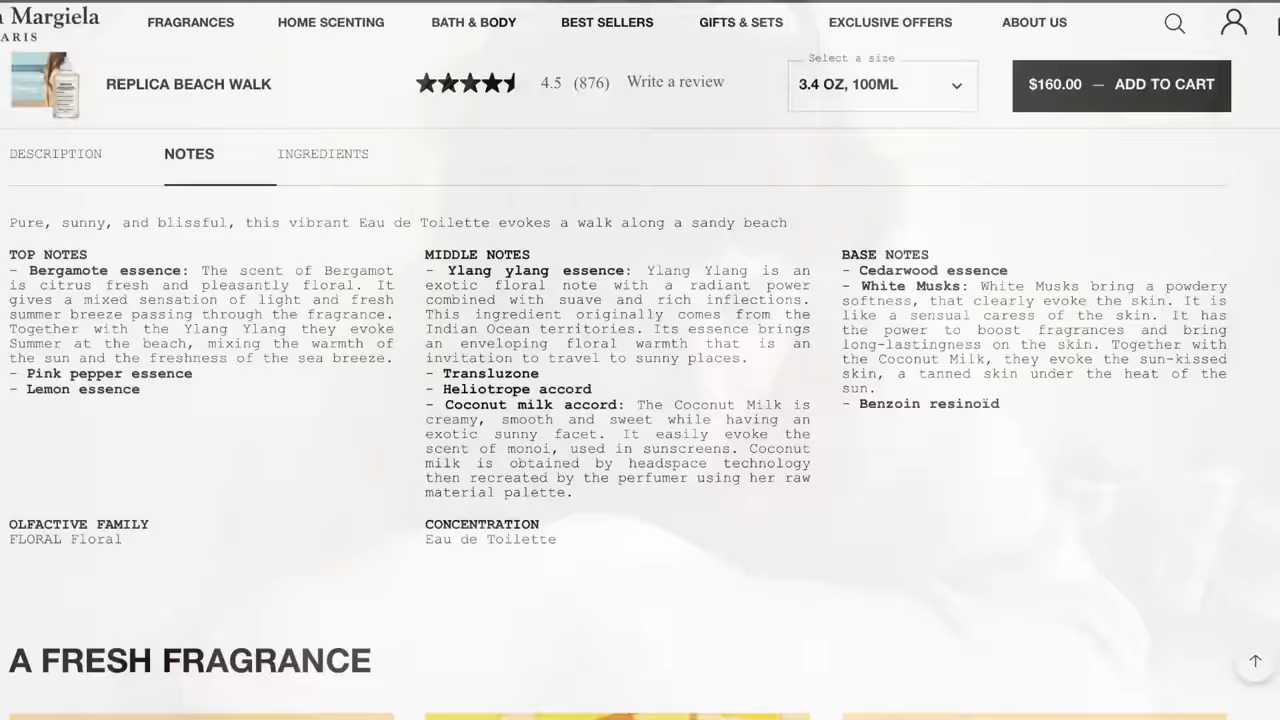 Margiela
ARIS
FRAGRANCES
HOME SCENTING
BATH & BODY
BEST SELLERS
GIFTS & SETS
EXCLUSIVE OFFERS
ABOUT US
REPLICA BEACH WALK
4.5 (876) Write a review
Select a size
3.4 OZ, 100ML
$160.00 — ADD TO CART
DESCRIPTION
NOTES
INGREDIENTS
Pure, sunny, and blissful, this vibrant Eau de Toilette evokes a walk along a sandy beach
TOP NOTES
- Bergamote essence: The scent of Bergamot
is citrus fresh and pleasantly floral. It
gives a mixed sensation of light and fresh
summer breeze passing through the fragrance.
Together with the Ylang Ylang they evoke
Summer at the beach, mixing the warmth of
the sun and the freshness of the sea breeze.
- Pink pepper essence
- Lemon essence
MIDDLE NOTES
- Ylang ylang essence: Ylang Ylang is an
exotic floral note with a radiant power
combined with suave and rich inflections.
This ingredient originally comes from the
Indian Ocean territories. Its essence brings
an enveloping floral warmth that is an
invitation to travel to sunny places.
- Transluzone
- Heliotrope accord
- Coconut milk accord: The Coconut Milk is
creamy, smooth and sweet while having an
exotic sunny facet. It easily evoke the
scent of monoi, used in sunscreens. Coconut
milk is obtained by headspace technology
then recreated by the perfumer using her raw
material palette.
BASE NOTES
- Cedarwood essence
- White Musks: White Musks bring a powdery
softness, that clearly evoke the skin. It is
like a sensual caress of the skin. It has
the power to boost fragrances and bring
long-lastingness on the skin. Together with
the Coconut Milk, they evoke the sun-kissed
skin, a tanned skin under the heat of the
sun.
- Benzoin resinoïd
OLFACTIVE FAMILY
FLORAL Floral
CONCENTRATION
Eau de Toilette
A FRESH FRAGRANCE